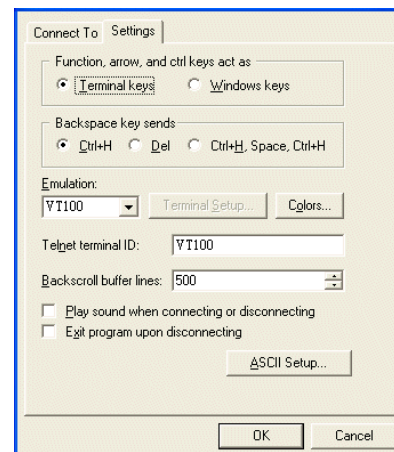 Connect To Settings
Function, arrow, and ctrl keys act as
Terminal keys Windows keys
Backspace key sends
Ctrl+H Del Ctrl+H, Space, Ctrl+H
Emulation:
VT100 Terminal Setup... Colors...
Telnet terminal ID: VT100
Backscroll buffer lines: 500
Play sound when connecting or disconnecting
Exit program upon disconnecting
ASCII Setup...
OK Cancel